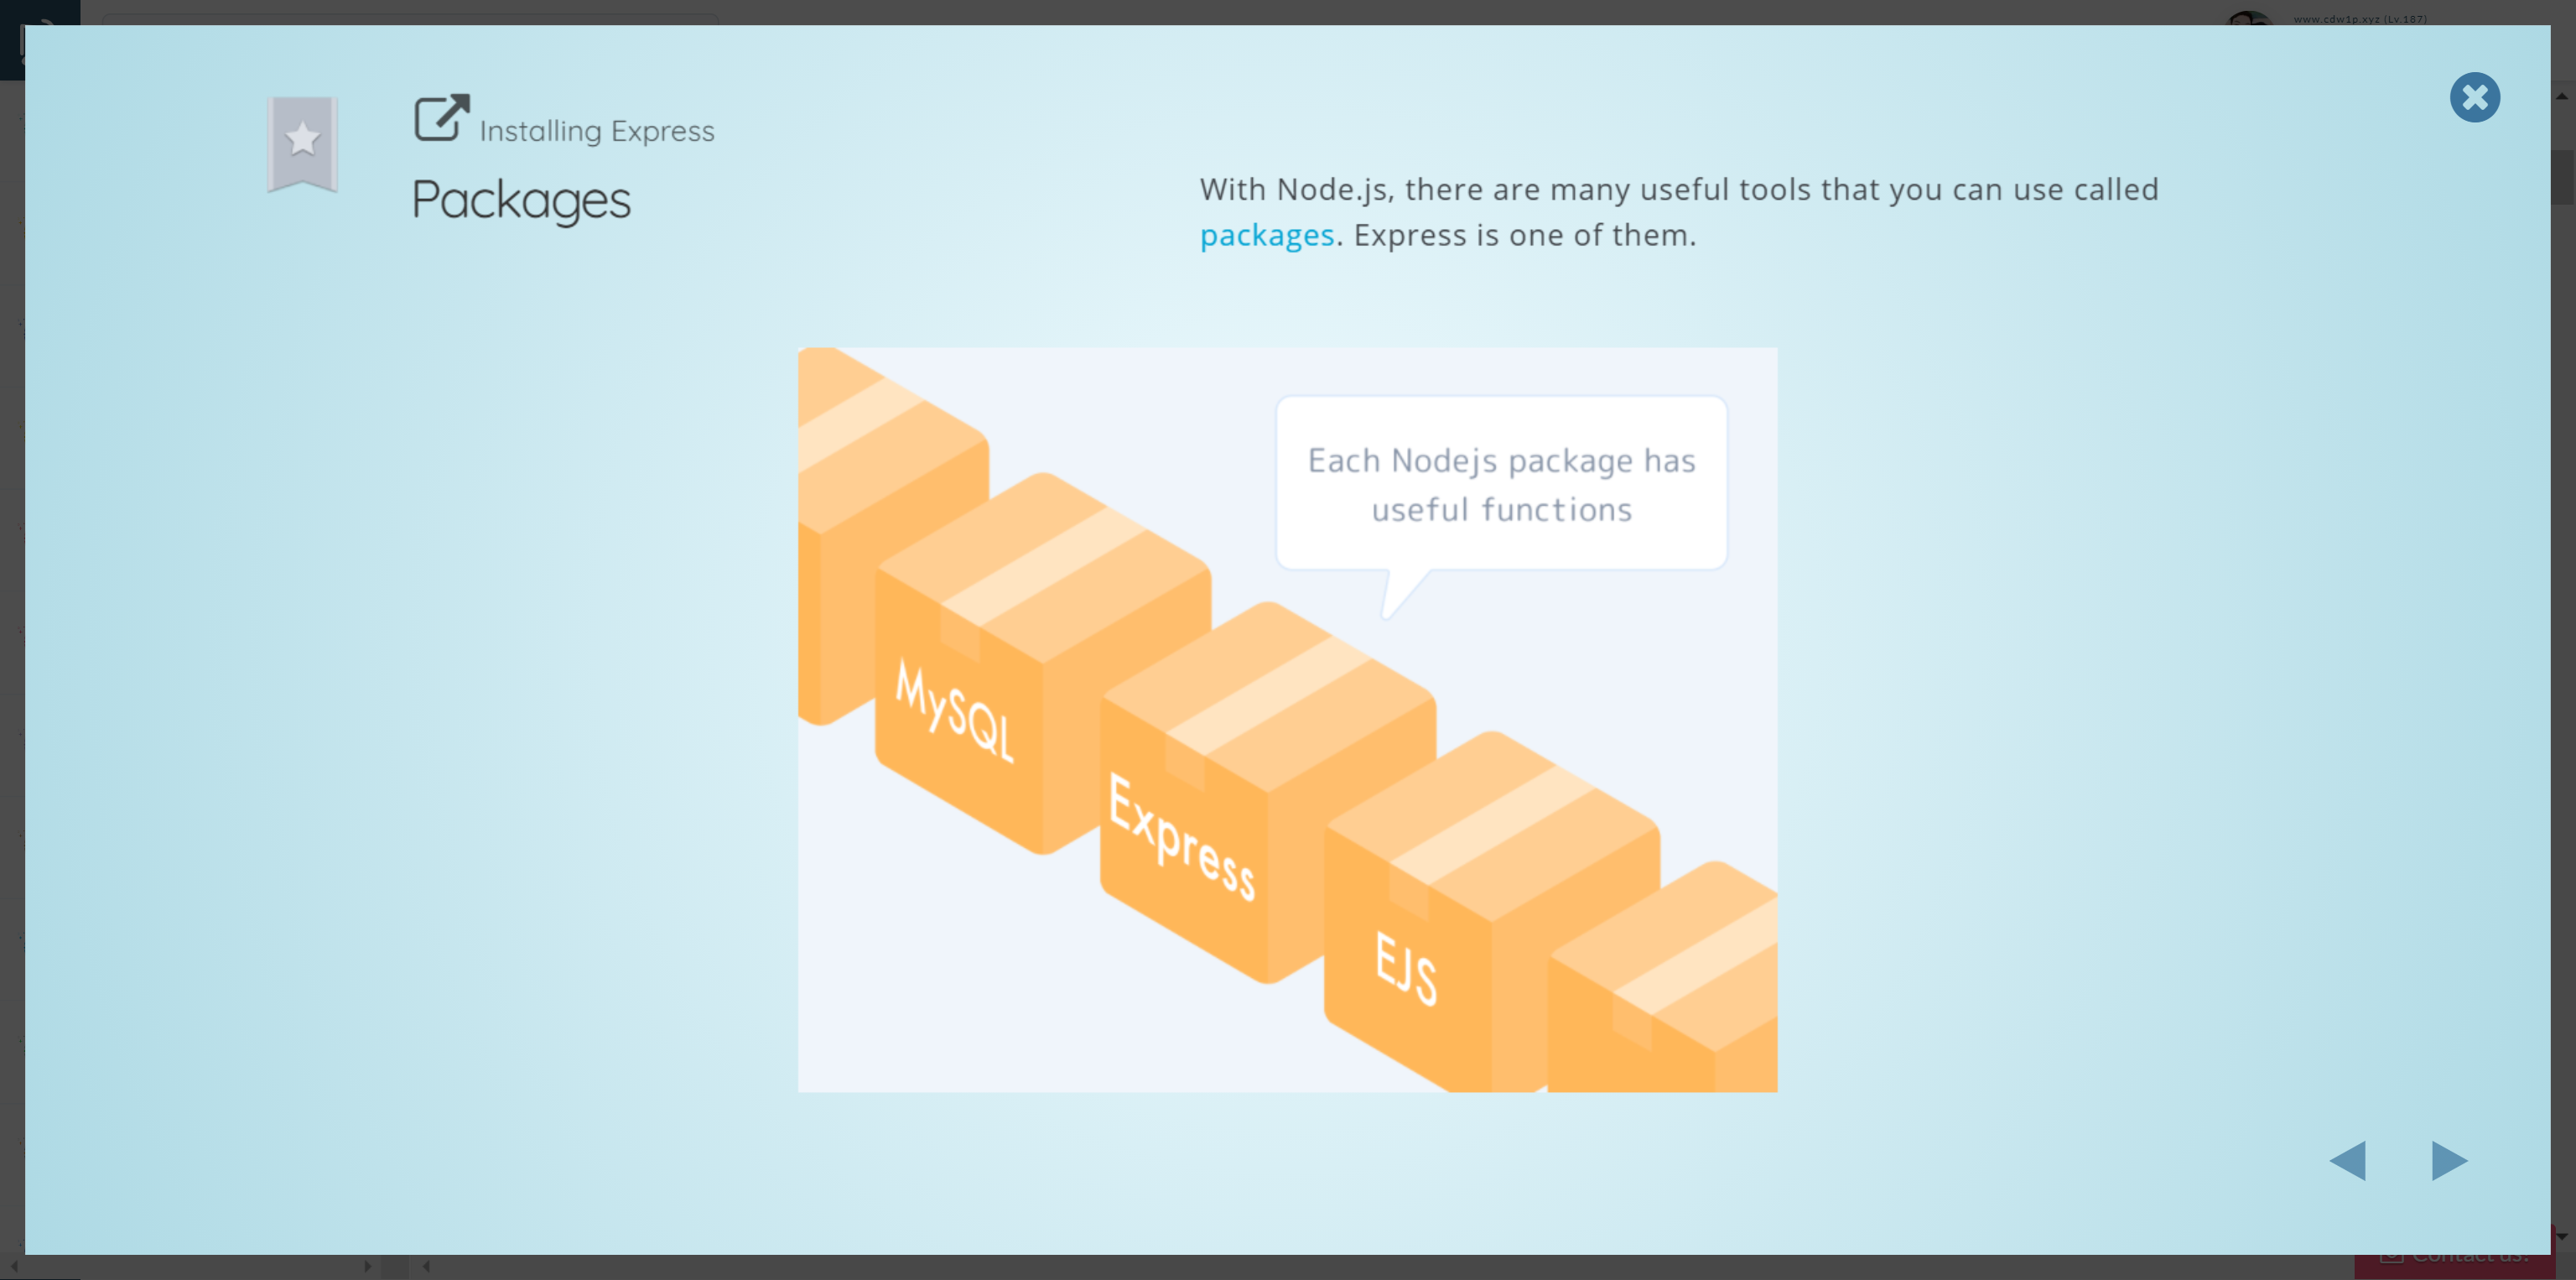 www.cdw1p.xyz (Lv.187)
Installing Express
Packages
With Node.js, there are many useful tools that you can use called
packages. Express is one of them.
Each Nodejs package has
useful functions
MySQL
Express
EJS
Contact us!